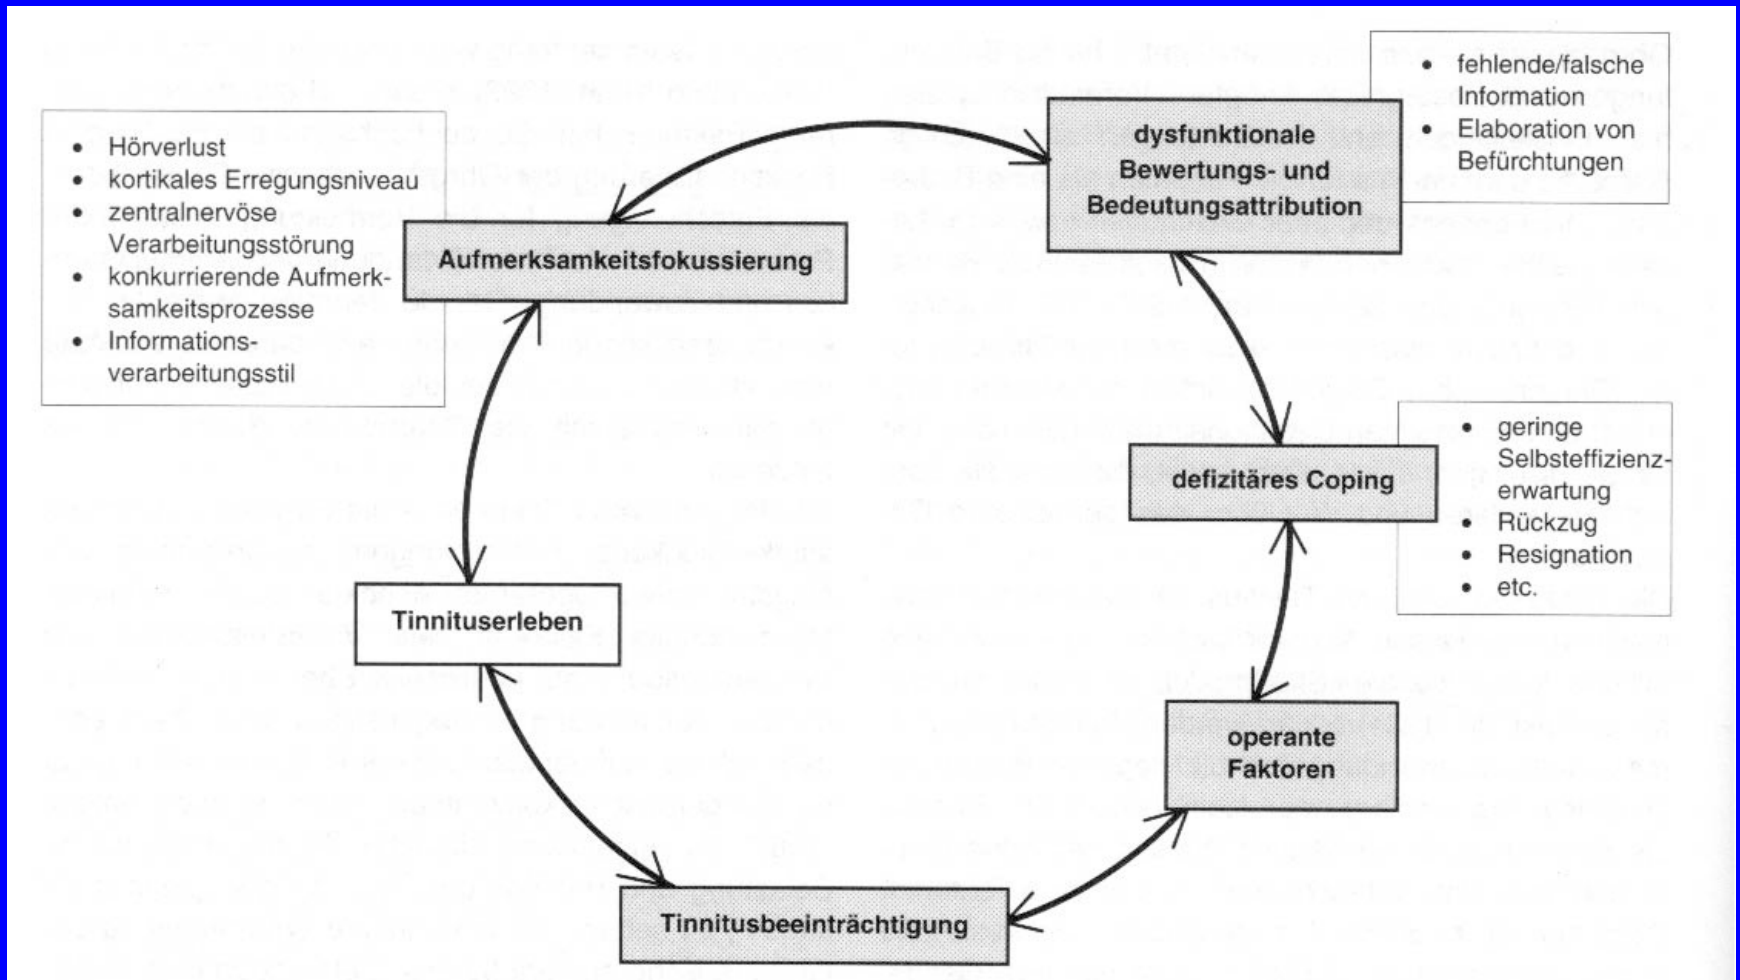 • Hörverlust
• kortikales Erregungsniveau
• zentralnervöse
Verarbeitungsstörung
• konkurrierende Aufmerk-
samkeitsprozesse
• Informations-
verarbeitungsstil
Aufmerksamkeitsfokussierung
dysfunktionale
Bewertungs- und
Bedeutungsattribution
• fehlende/falsche
Information
• Elaboration von
Befürchtungen
defizitäres Coping
• geringe
Selbsteffizienz-
erwartung
• Rückzug
• Resignation
• etc.
operante
Faktoren
Tinnitusbeeinträchtigung
Tinnituserleben